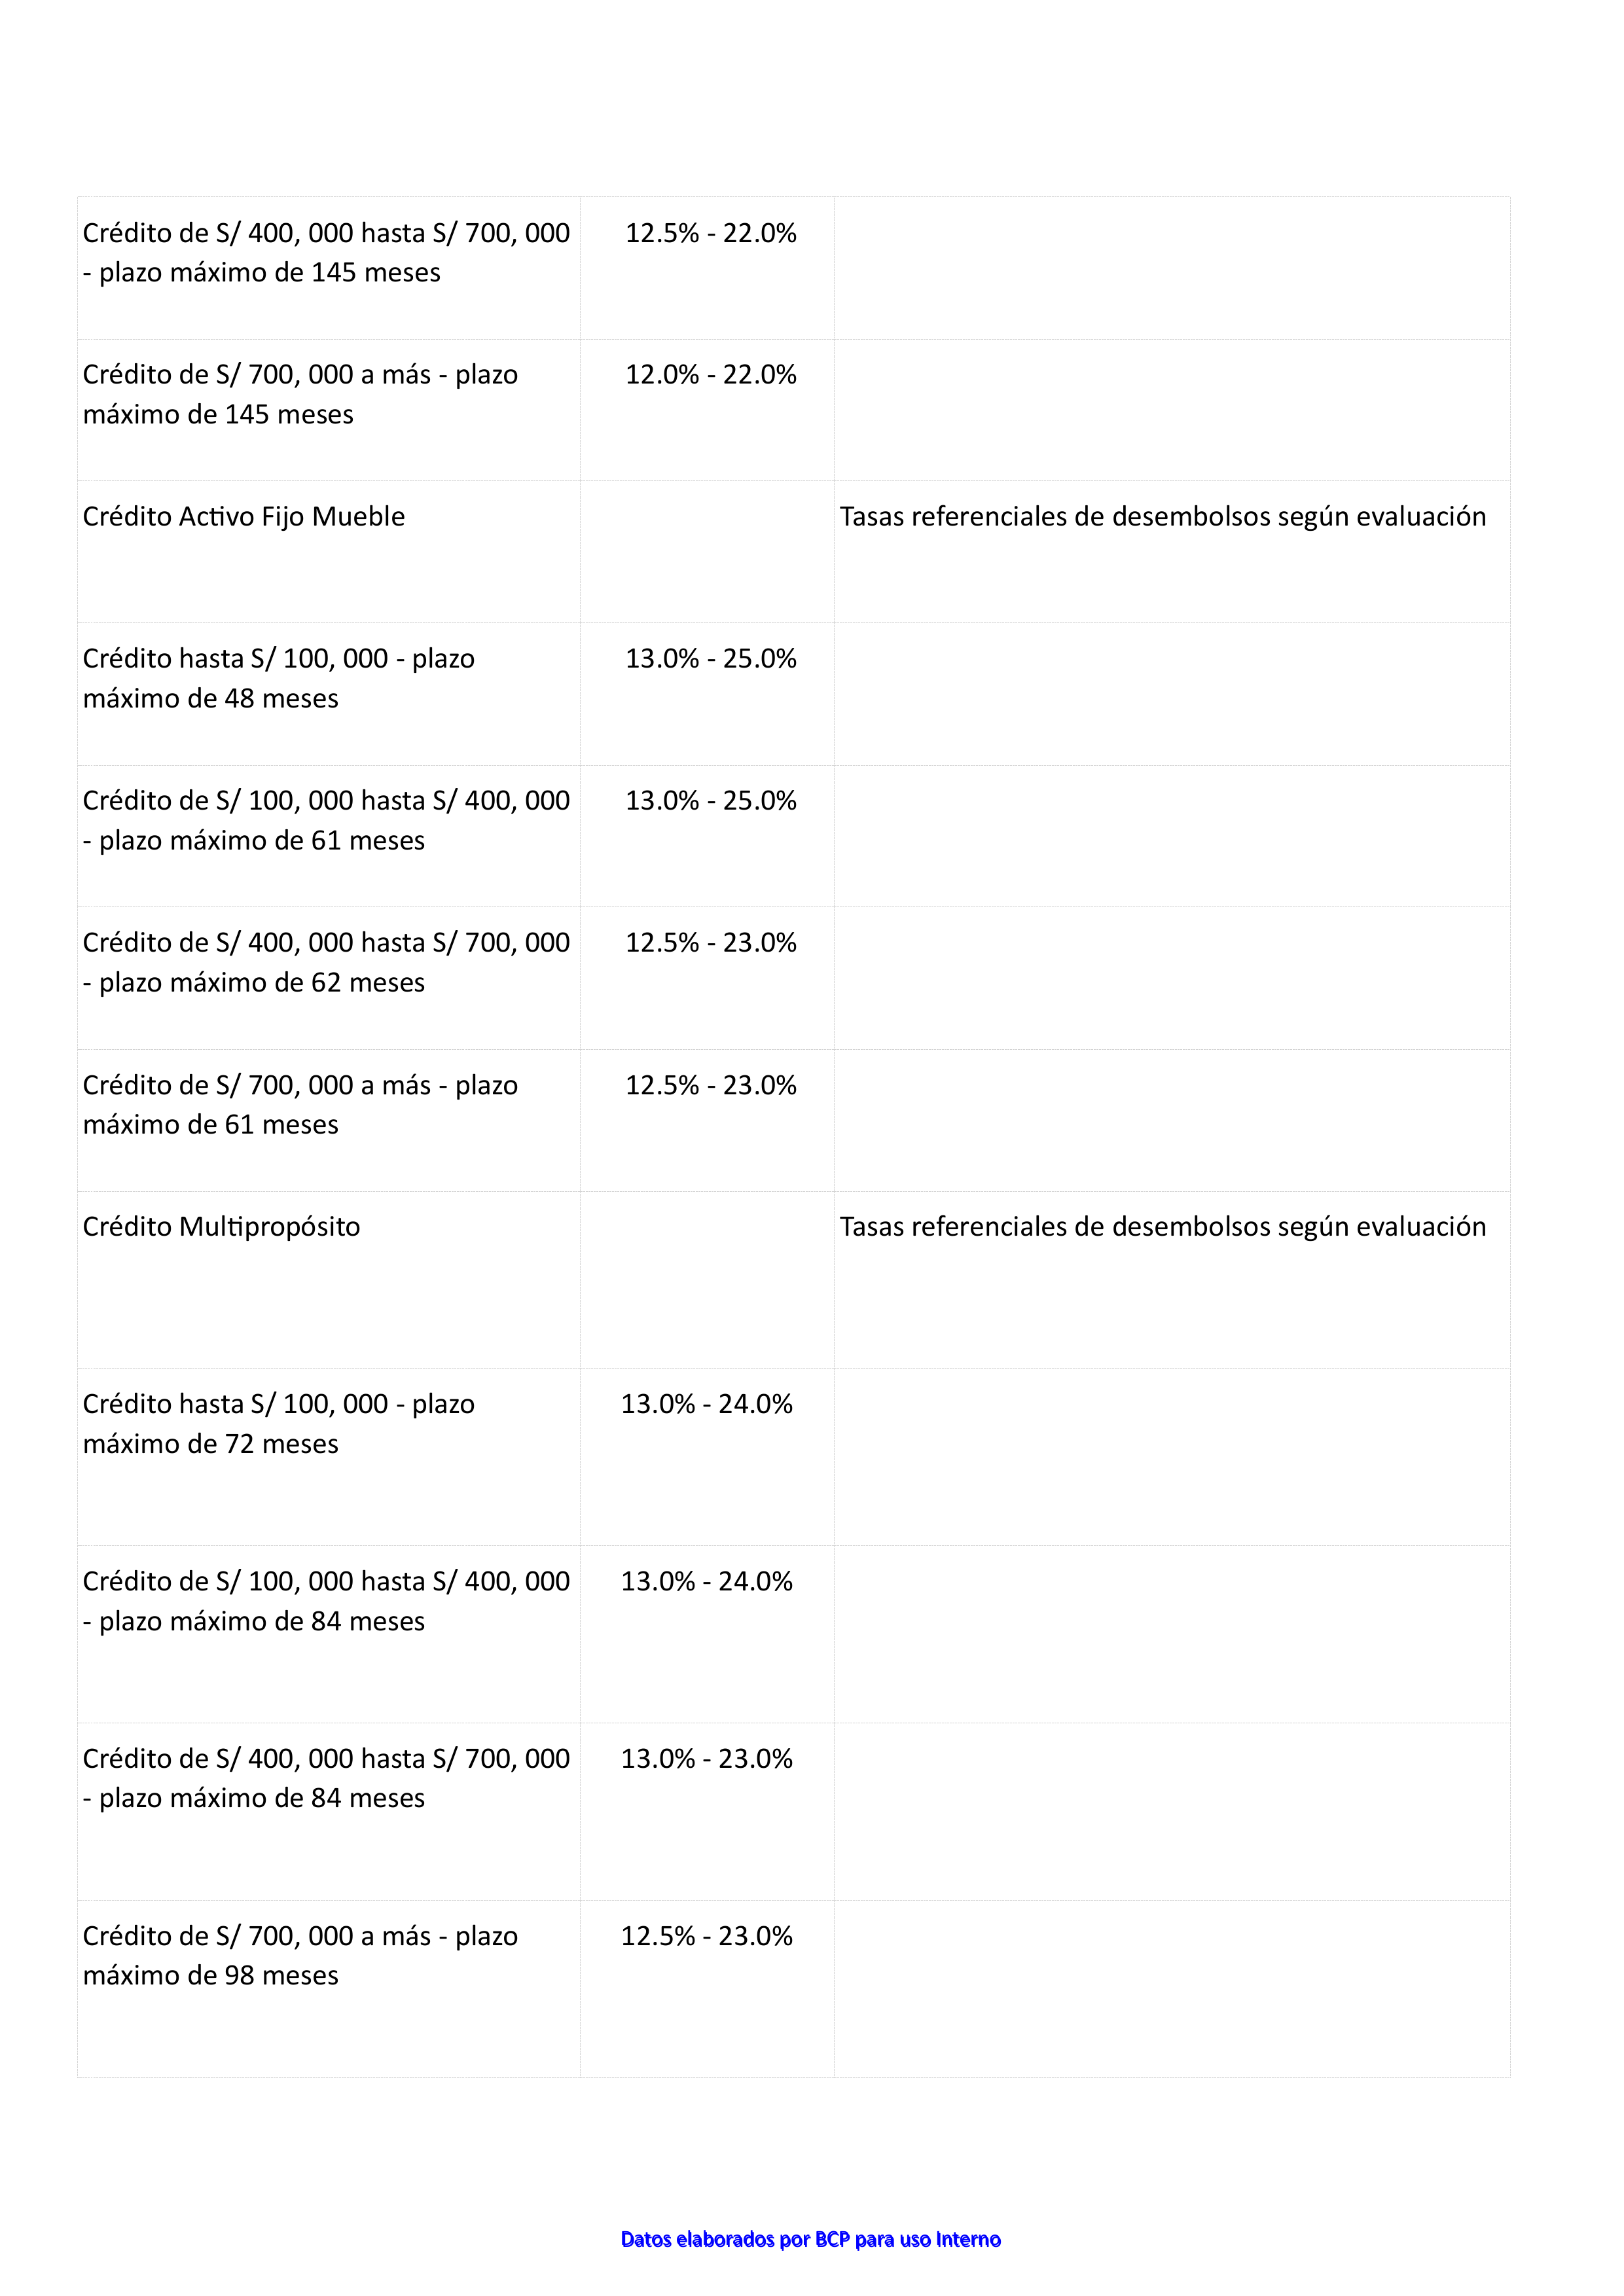 Crédito de S/ 400, 000 hasta S/ 700, 000 12.5% - 22.0%
- plazo máximo de 145 meses
Crédito de S/ 700, 000 a más - plazo 12.0% - 22.0%
máximo de 145 meses
Crédito Activo Fijo Mueble Tasas referenciales de desembolsos según evaluación
Crédito hasta S/ 100, 000 - plazo 13.0% - 25.0%
máximo de 48 meses
Crédito de S/ 100, 000 hasta S/ 400, 000 13.0% - 25.0%
- plazo máximo de 61 meses
Crédito de S/ 400, 000 hasta S/ 700, 000 12.5% - 23.0%
- plazo máximo de 62 meses
Crédito de S/ 700, 000 a más - plazo 12.5% - 23.0%
máximo de 61 meses
Crédito Multipropósito Tasas referenciales de desembolsos según evaluación
Crédito hasta S/ 100, 000 - plazo 13.0% - 24.0%
máximo de 72 meses
Crédito de S/ 100, 000 hasta S/ 400, 000 13.0% - 24.0%
- plazo máximo de 84 meses
Crédito de S/ 400, 000 hasta S/ 700, 000 13.0% - 23.0%
- plazo máximo de 84 meses
Crédito de S/ 700, 000 a más - plazo 12.5% - 23.0%
máximo de 98 meses
Datos elaborados por BCP para uso Interno